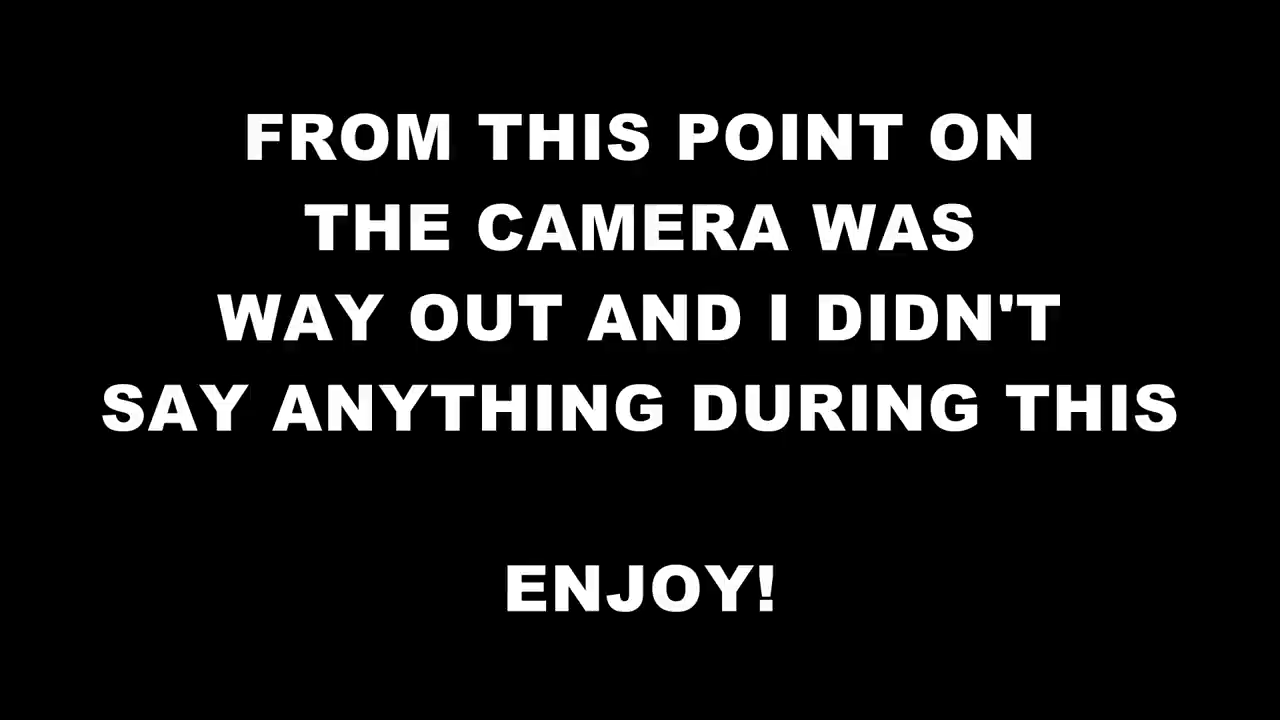 FROM THIS POINT ON
THE CAMERA WAS
WAY OUT AND I DIDN'T
SAY ANYTHING DURING THIS
ENJOY!